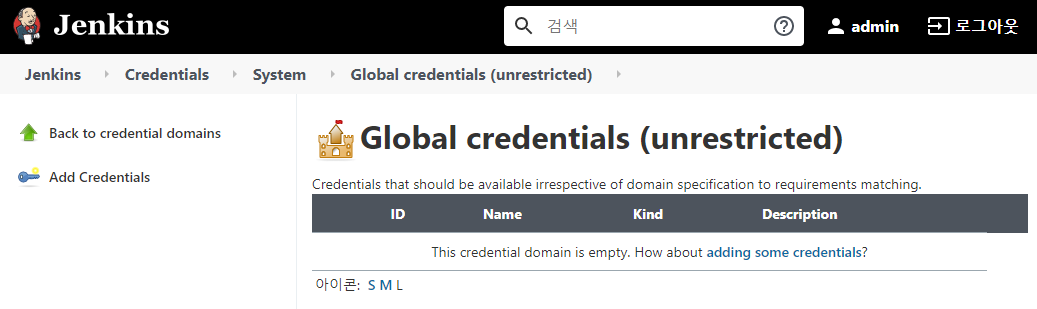 Jenkins 검색 admin 로그아웃
Jenkins Credentials System Global credentials (unrestricted)
Back to credential domains
Add Credentials
Global credentials (unrestricted)
Credentials that should be available irrespective of domain specification to requirements matching.
ID Name Kind Description
This credential domain is empty. How about adding some credentials?
아이콘: S M L